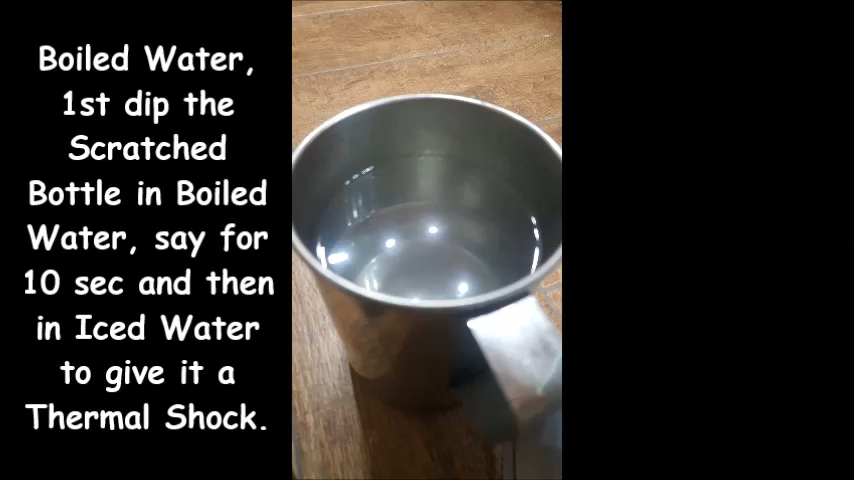 Boiled Water,
1st dip the
Scratched
Bottle in Boiled
Water, say for
10 sec and then
in Iced Water
to give it a
Thermal Shock.